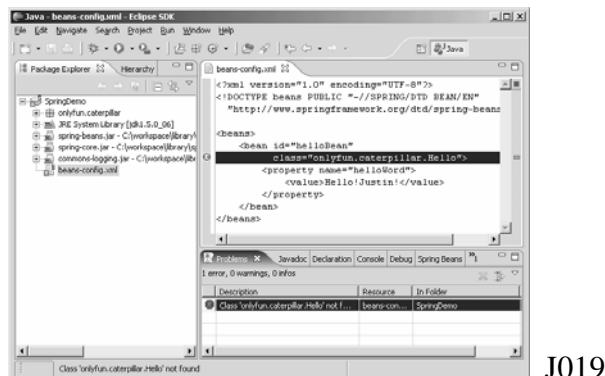 Java - beans-config.xml - Eclipse SDK
File Edit Navigate Search Project Run Window Help
Java
Package Explorer Hierarchy
SpringDemo
onlyfun.caterpillar
JRE System Library [jdk1.5.0_06]
spring-beans.jar - C:\workspace\library\
spring-core.jar - C:\workspace\library\sp
commons-logging.jar - C:\workspace\libr
beans-config.xml
beans-config.xml
<?xml version="1.0" encoding="UTF-8"?>
<!DOCTYPE beans PUBLIC "-//SPRING/DTD BEAN/EN"
"http://www.springframework.org/dtd/spring-beans
<beans>
<bean id="helloBean"
class="onlyfun.caterpillar.Hello">
<property name="helloWord">
<value>Hello!Justin!</value>
</property>
</bean>
</beans>
Problems Javadoc Declaration Console Debug Spring Beans »1
1 error, 0 warnings, 0 infos
Description Resource In Folder
Class 'onlyfun.caterpillar.Hello' not f... beans-con... SpringDemo
Class 'onlyfun.caterpillar.Hello' not found
J019